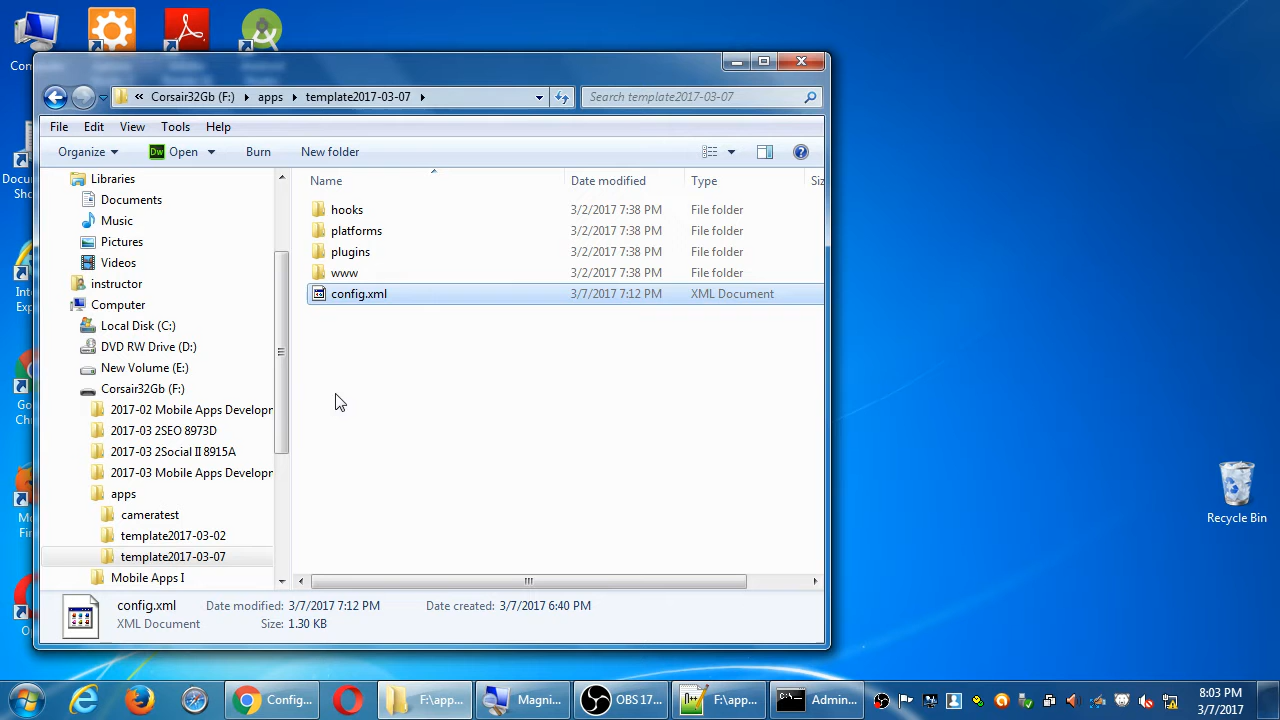 Corsair32Gb (F:) apps template2017-03-07
Search template2017-03-07
File Edit View Tools Help
Organize Dw Open Burn New folder
Name Date modified Type Siz
hooks 3/2/2017 7:38 PM File folder
platforms 3/2/2017 7:38 PM File folder
plugins 3/2/2017 7:38 PM File folder
www 3/2/2017 7:38 PM File folder
config.xml 3/7/2017 7:12 PM XML Document
Libraries
Documents
Music
Pictures
Videos
instructor
Computer
Local Disk (C:)
DVD RW Drive (D:)
New Volume (E:)
Corsair32Gb (F:)
2017-02 Mobile Apps Developm
2017-03 2SEO 8973D
2017-03 2Social II 8915A
2017-03 Mobile Apps Developm
apps
cameratest
template2017-03-02
template2017-03-07
Mobile Apps I
config.xml Date modified: 3/7/2017 7:12 PM Date created: 3/7/2017 6:40 PM
XML Document Size: 1.30 KB
Recycle Bin
Config...
F:\app...
Magni...
OBS 17...
F:\app...
Admin...
8:03 PM
3/7/2017